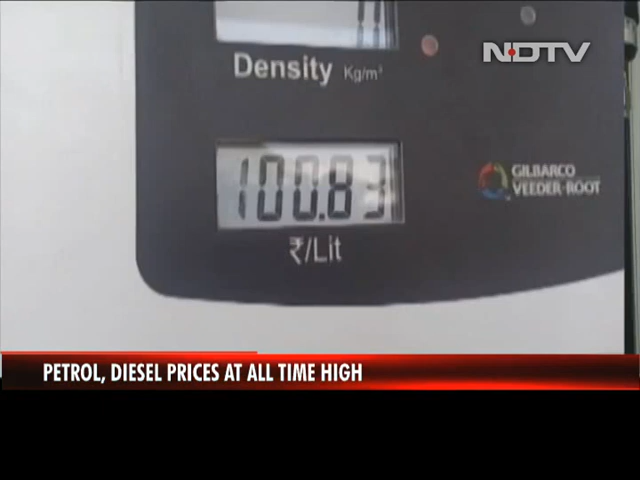 NDTV
Density Kg/m³
100.83
₹/Lit
GILBARCO
VEEDER-ROOT
PETROL, DIESEL PRICES AT ALL TIME HIGH